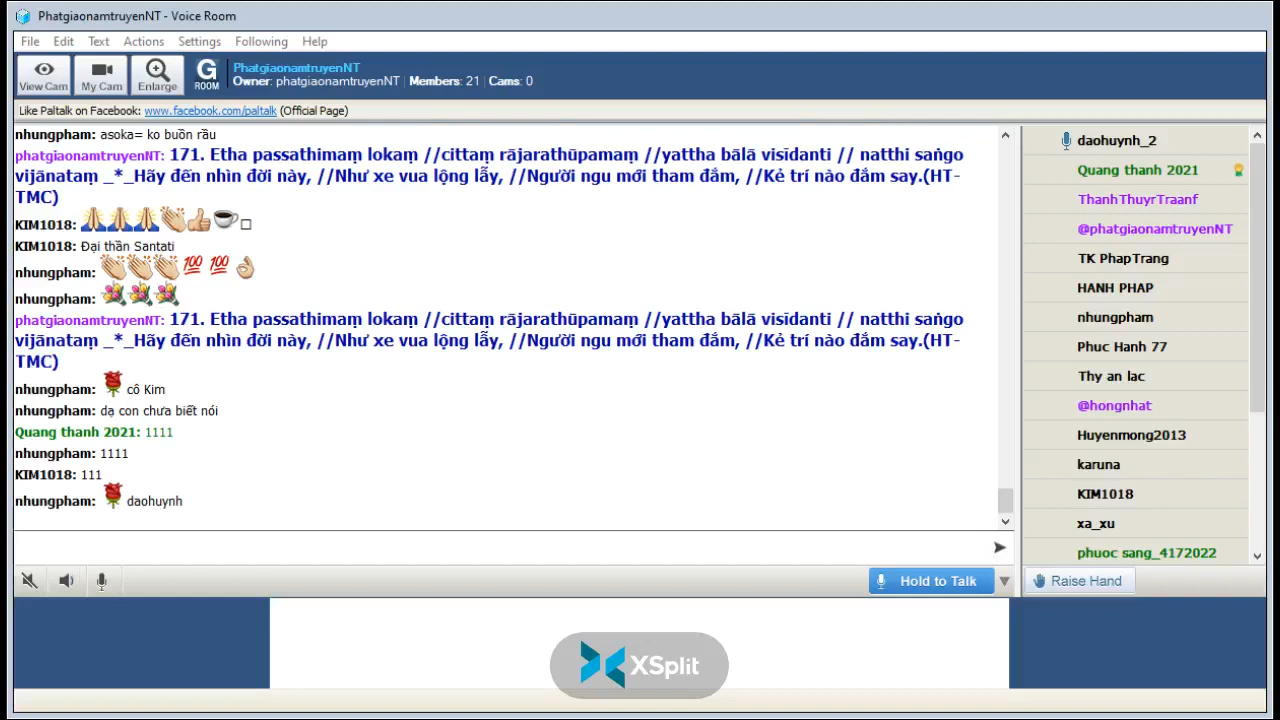 PhatgiaonamtruyenNT - Voice Room
File Edit Text Actions Settings Following Help
View Cam My Cam Enlarge G ROOM
PhatgiaonamtruyenNT
Owner: phatgiaonamtruyenNT | Members: 21 | Cams: 0
Like Paltalk on Facebook: www.facebook.com/paltalk (Official Page)
nhungpham: asoka= ko buồn rầu
phatgiaonamtruyenNT: 171. Etha passathimaṃ lokaṃ //cittaṃ rājarathūpamaṃ //yattha bālā visīdanti // natthi saṅgo
vijānataṃ _*_Hãy đến nhìn đời này, //Như xe vua lộng lẫy, //Người ngu mới tham đắm, //Kẻ trí nào đắm say.(HT-
TMC)
KIM1018: 🙏🙏🙏👏👍☕□
KIM1018: Đại thần Santati
nhungpham: 👏👏👏💯💯👌
nhungpham: 💐💐💐
phatgiaonamtruyenNT: 171. Etha passathimaṃ lokaṃ //cittaṃ rājarathūpamaṃ //yattha bālā visīdanti // natthi saṅgo
vijānataṃ _*_Hãy đến nhìn đời này, //Như xe vua lộng lẫy, //Người ngu mới tham đắm, //Kẻ trí nào đắm say.(HT-
TMC)
nhungpham: 🌹 cô Kim
nhungpham: dạ con chưa biết nói
Quang thanh 2021: 1111
nhungpham: 1111
KIM1018: 111
nhungpham: 🌹 daohuynh
Hold to Talk
daohuynh_2
Quang thanh 2021
ThanhThuyrTraanf
@phatgiaonamtruyenNT
TK PhapTrang
HANH PHAP
nhungpham
Phuc Hanh 77
Thy an lac
@hongnhat
Huyenmong2013
karuna
KIM1018
xa_xu
phuoc sang_4172022
Raise Hand
XSplit